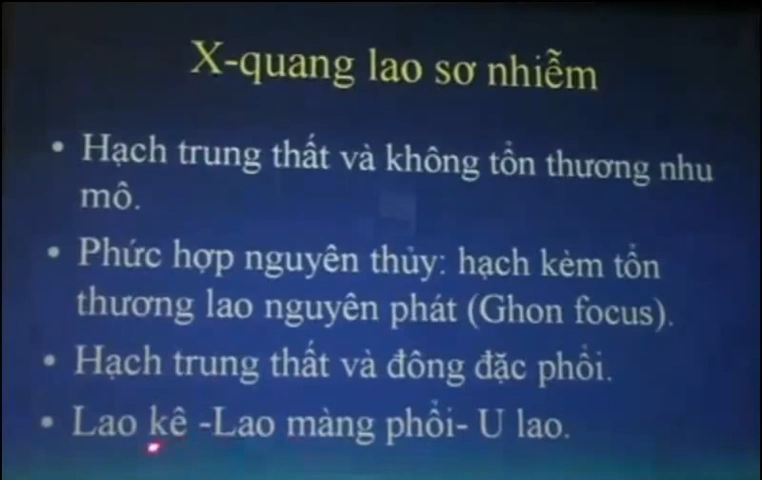 X-quang lao sơ nhiễm
• Hạch trung thất và không tổn thương nhu
mô.
• Phức hợp nguyên thủy: hạch kèm tổn
thương lao nguyên phát (Ghon focus).
• Hạch trung thất và đông đặc phổi.
• Lao kê -Lao màng phổi- U lao.